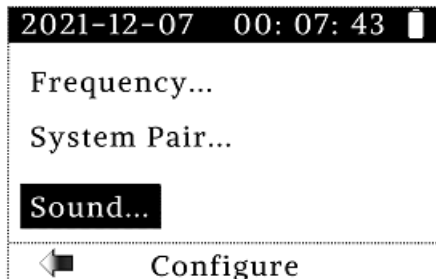 2021-12-07 00: 07: 43
Frequency...
System Pair...
Sound...
Configure